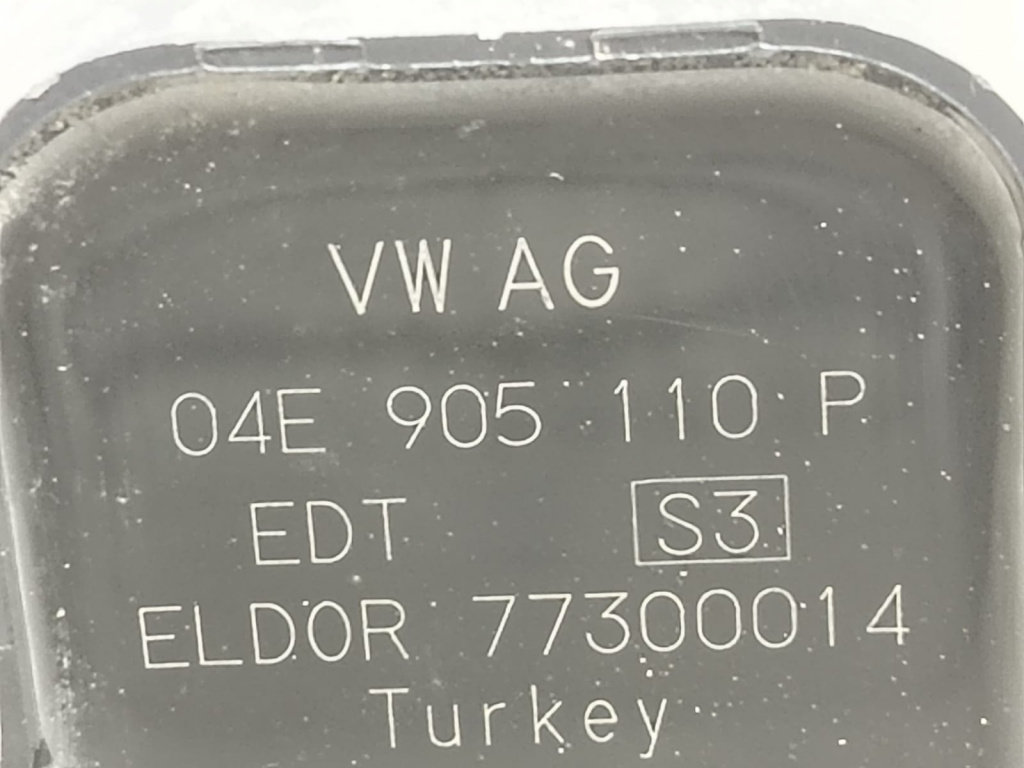 VW AG
04E 905 110 P
EDT S3
ELDOR 77300014
Turkey